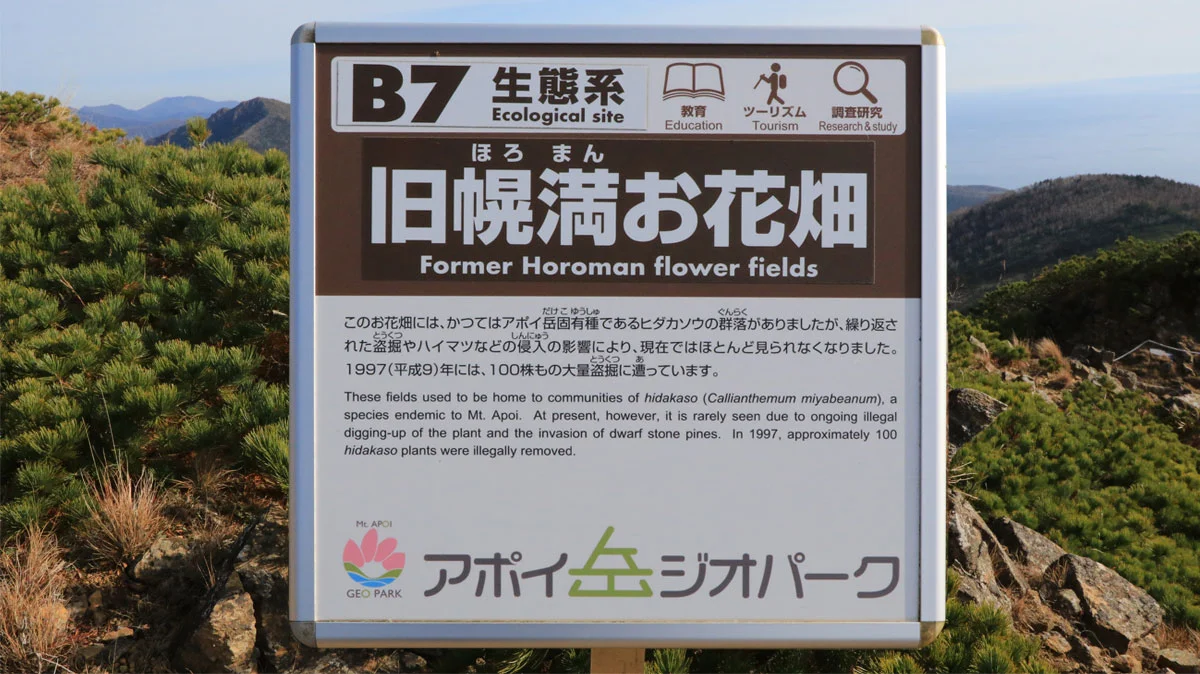 B7 生態系
Ecological site
教育
Education
ツーリズム
Tourism
調査研究
Research & study
ほろ まん
旧幌満お花畑
Former Horoman flower fields
だけこ ゆうしゅ ぐんらく
このお花畑には、かつてはアポイ岳固有種であるヒダカソウの群落がありましたが、繰り返さ
とうくつ しんにゅう
れた盗掘やハイマツなどの侵入の影響により、現在ではほとんど見られなくなりました。
とうくつ あ
1997(平成9)年には、100株もの大量盗掘に遭っています。
These fields used to be home to communities of hidakaso (Callianthemum miyabeanum), a
species endemic to Mt. Apoi. At present, however, it is rarely seen due to ongoing illegal
digging-up of the plant and the invasion of dwarf stone pines. In 1997, approximately 100
hidakaso plants were illegally removed.
Mt. APOI
GEO PARK
アポイ岳ジオパーク